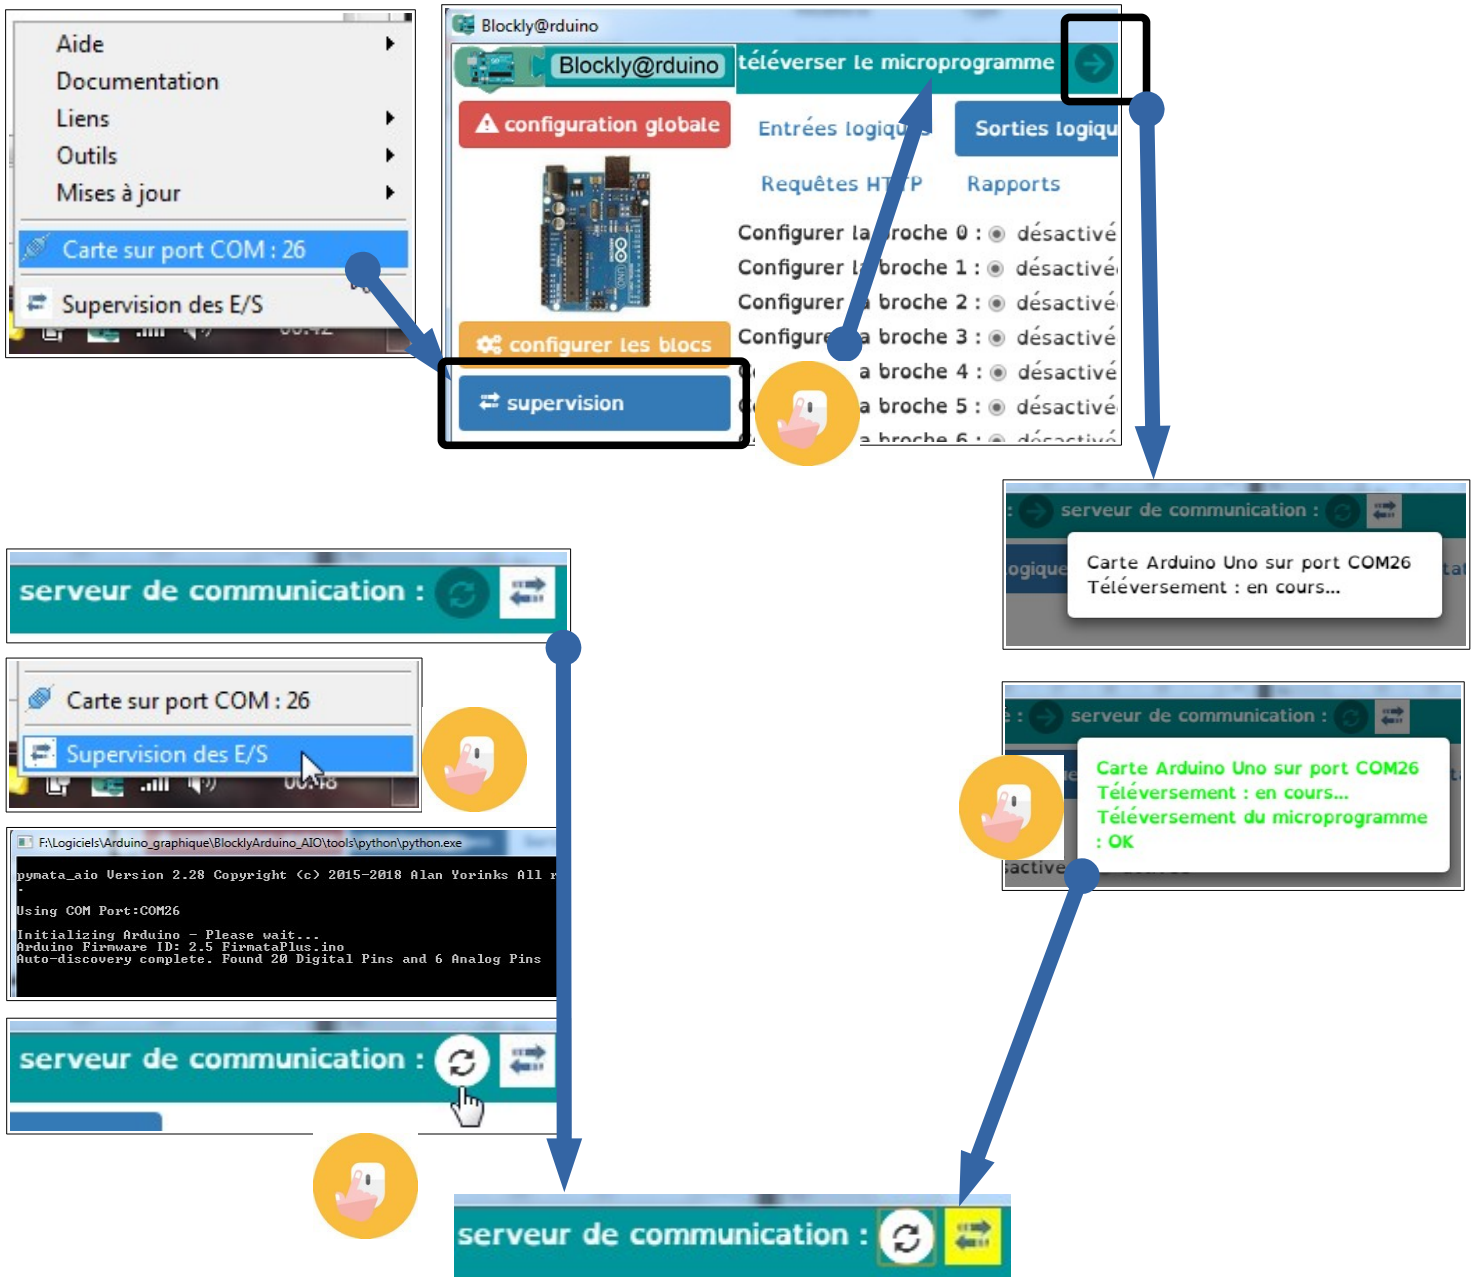 Aide
Documentation
Liens
Outils
Mises à jour
Carte sur port COM : 26
Supervision des E/S
Blockly@rduino
Blockly@rduino
téléverser le microprogramme
configuration globale
Entrées logiques
Sorties logiqu
Requêtes HTTP
Rapports
Configurer la broche 0 : désactivé
Configurer la broche 1 : désactivée
Configurer la broche 2 : désactivé
Configurer la broche 3 : désactivé
a broche 4 : désactivé
a broche 5 : désactivé
a broche 6 : désactivé
configurer les blocs
supervision
serveur de communication :
Carte Arduino Uno sur port COM26
Téléversement : en cours...
ogique
serveur de communication :
Carte sur port COM : 26
Supervision des E/S
serveur de communication :
Carte Arduino Uno sur port COM26
Téléversement : en cours...
Téléversement du microprogramme
: OK
F:\Logiciels\Arduino_graphique\BlocklyArduino_AIO\tools\python\python.exe
pymata_aio Version 2.28 Copyright (c) 2015-2018 Alan Yorinks All r
.
Using COM Port:COM26
Initializing Arduino - Please wait...
Arduino Firmware ID: 2.5 FirmataPlus.ino
Auto-discovery complete. Found 20 Digital Pins and 6 Analog Pins
serveur de communication :
serveur de communication :